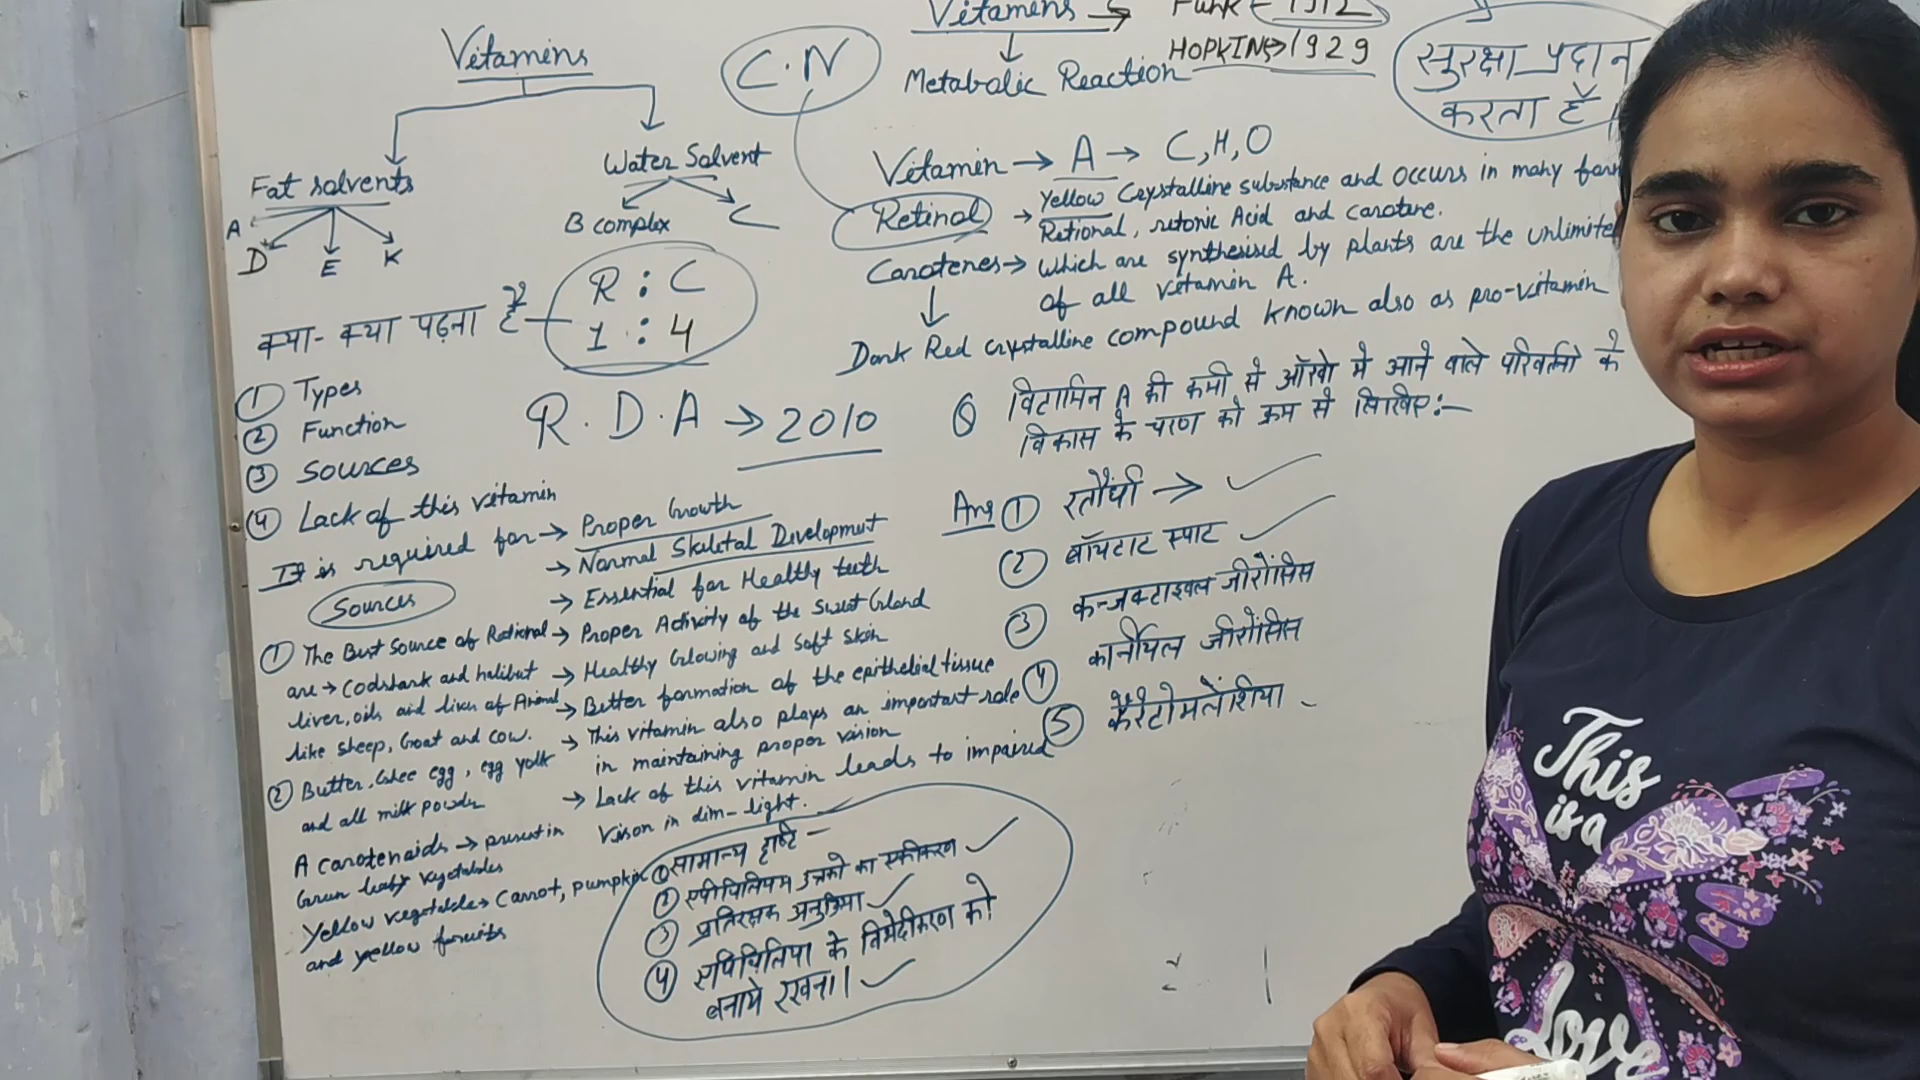 Vitamins
Fat solvents
A
D
E
K
Water Solvent
B complex
C
C.N
Vitamens → Funk - 1912
HOPKINS→1929
Metabolic Reaction
सुरक्षा प्रदान
करता है।
क्या-क्या पढ़ना है
R : C
1 : 4
① Types
② Function
③ Sources
④ Lack of this vitamin
R.D.A → 2010
Vitamin → A → C, H, O
Retinol → Yellow Crystalline substance and occurs in many form
Rational, retonic Acid and carotene.
Carotenes → which are synthesised by plants are the unlimited
of all vitamin A.
Dark Red crystalline compound known also as pro-vitamin
Q विटामिन A की कमी से आँखो में आने वाले परिवर्तनो के
विकास के चरण को क्रम से लिखिए:—
Ans ① रतौंधी →
② बॉयटाट स्पाट
③ कन्जक्टाइवल जीरोसिस
④ कार्नीयल जीरोसिस
⑤ कैरेटोमलेशिया -
It is required for → Proper Growth
→ Normal Skeletal Development
→ Essential for Healthy teeth
→ Proper Activity of the Sweat Gland
→ Healthy Glowing and Soft Skin
→ Better formation of the epithelial tissue
→ This vitamin also plays an important role
in maintaining proper vision
→ Lack of this vitamin leads to impaired
Vison in dim-light.
Sources
① The Best Source of Rational
are → Codshark and halibut
liver, oils and liver of Animal
like sheep, Goat and cow.
② Butter, Ghee egg, egg yolk
and all milk powder
A carotenoids → present in
Green leafy vegetables
Yellow vegetables → Carrot, pumpkin
and yellow fruits
① सामान्य दृष्टि -
② एपीथिलियम उत्तको का
③ प्रतिरक्षक अनुक्रिया
④ एपिथिलिया के विभेदीकरण को
बनाये रखना।
This
is a
Love